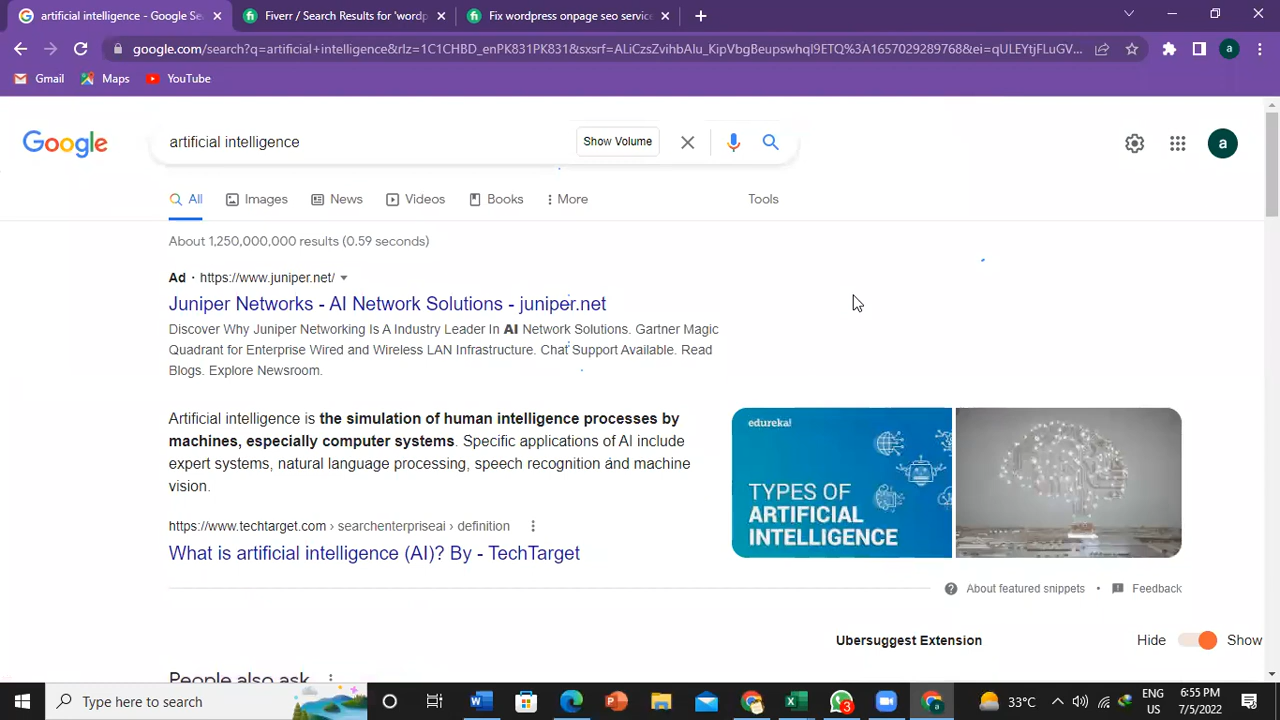 artificial intelligence - Google Se
Fiverr / Search Results for 'wordp
Fix wordpress onpage seo service
google.com/search?q=artificial+intelligence&rlz=1C1CHBD_enPK831PK831&sxsrf=ALiCzsZvihbAlu_KipVbgBeupswhql9ETQ%3A1657029289768&ei=qULEYtjFLuGV...
a
Gmail
Maps
YouTube
Google
artificial intelligence
Show Volume
a
All
Images
News
Videos
Books
More
Tools
About 1,250,000,000 results (0.59 seconds)
Ad · https://www.juniper.net/
Juniper Networks - AI Network Solutions - juniper.net
Discover Why Juniper Networking Is A Industry Leader In AI Network Solutions. Gartner Magic
Quadrant for Enterprise Wired and Wireless LAN Infrastructure. Chat Support Available. Read
Blogs. Explore Newsroom.
Artificial intelligence is the simulation of human intelligence processes by
machines, especially computer systems. Specific applications of AI include
expert systems, natural language processing, speech recognition and machine
vision.
edureka!
TYPES OF
ARTIFICIAL
INTELLIGENCE
https://www.techtarget.com › searchenterpriseai › definition
What is artificial intelligence (AI)? By - TechTarget
About featured snippets
•
Feedback
Ubersuggest Extension
Hide
Show
People also ask
Type here to search
3
33°C
ENG
US
6:55 PM
7/5/2022